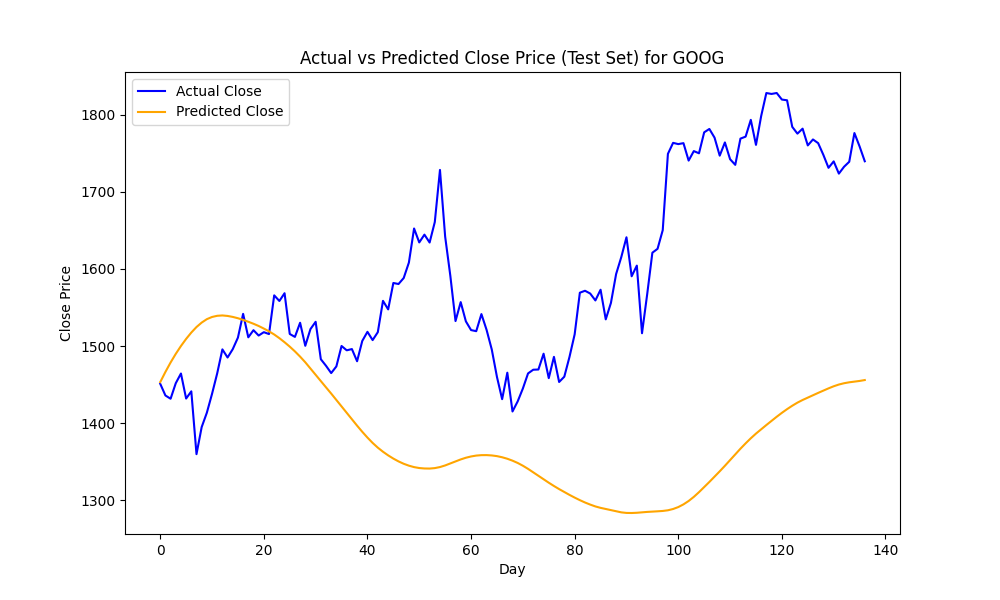 Actual vs Predicted Close Price (Test Set) for GOOG
Actual Close
Predicted Close
1800
1700
1600
1500
1400
1300
Close Price
0 20 40 60 80 100 120 140
Day